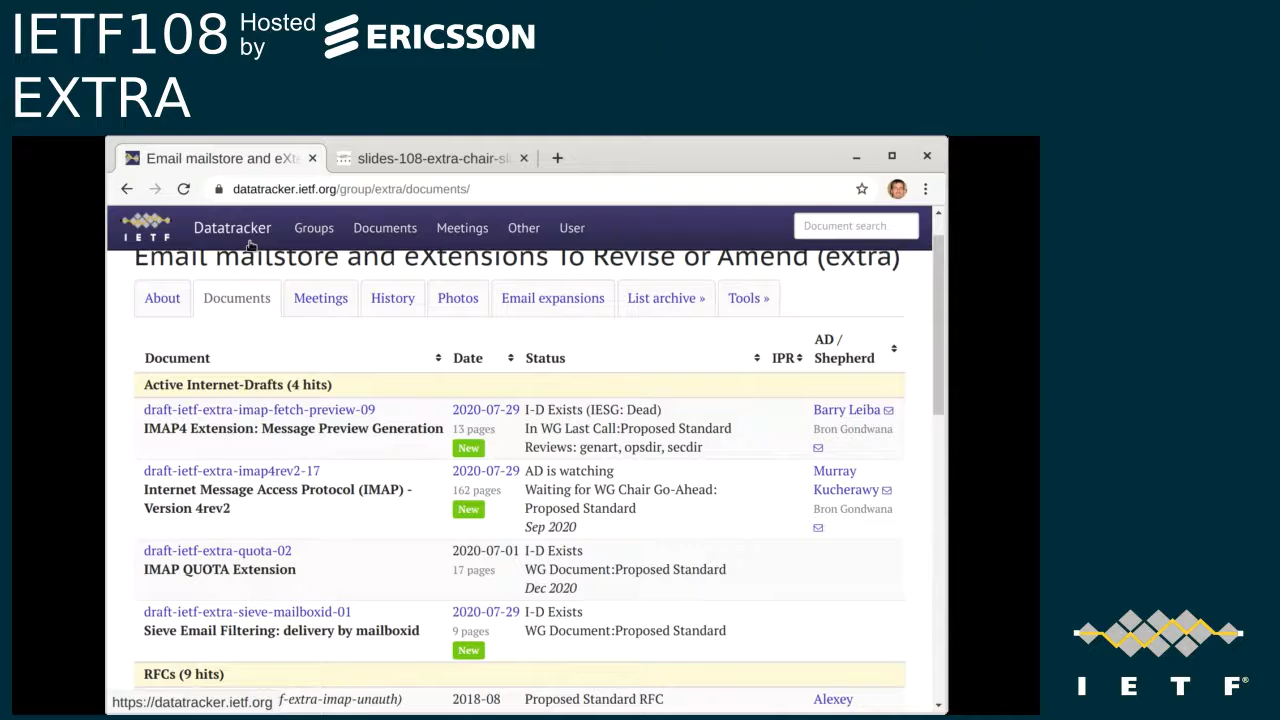 IETF108 Hosted by ERICSSON
EXTRA
Email mailstore and eXte
slides-108-extra-chair-sl
datatracker.ietf.org/group/extra/documents/
IETF Datatracker Groups Documents Meetings Other User Document search
Email mailstore and eXtensions To Revise or Amend (extra)
About Documents Meetings History Photos Email expansions List archive » Tools »
Document Date Status IPR AD / Shepherd
Active Internet-Drafts (4 hits)
draft-ietf-extra-imap-fetch-preview-09 2020-07-29 I-D Exists (IESG: Dead) Barry Leiba
IMAP4 Extension: Message Preview Generation 13 pages In WG Last Call:Proposed Standard Bron Gondwana
New Reviews: genart, opsdir, secdir
draft-ietf-extra-imap4rev2-17 2020-07-29 AD is watching Murray
Internet Message Access Protocol (IMAP) - 162 pages Waiting for WG Chair Go-Ahead: Kucherawy
Version 4rev2 New Proposed Standard Bron Gondwana
Sep 2020
draft-ietf-extra-quota-02 2020-07-01 I-D Exists
IMAP QUOTA Extension 17 pages WG Document:Proposed Standard
Dec 2020
draft-ietf-extra-sieve-mailboxid-01 2020-07-29 I-D Exists
Sieve Email Filtering: delivery by mailboxid 9 pages WG Document:Proposed Standard
New
RFCs (9 hits)
https://datatracker.ietf.org f-extra-imap-unauth) 2018-08 Proposed Standard RFC Alexey
I E T F®